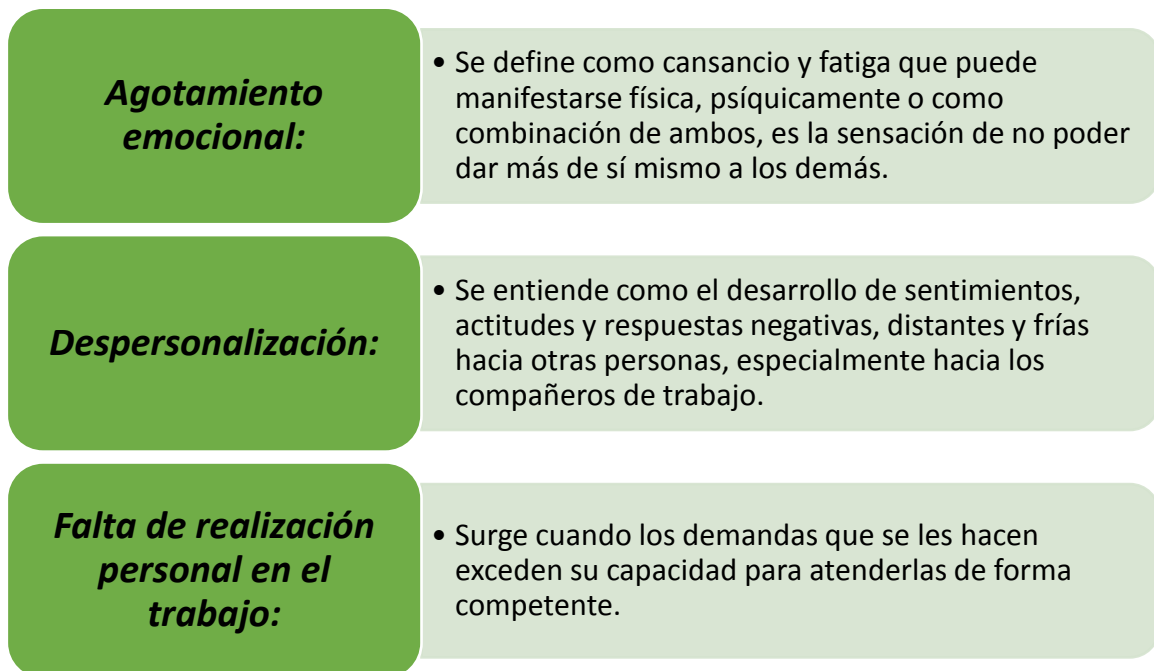 Agotamiento
emocional:
• Se define como cansancio y fatiga que puede
manifestarse física, psíquicamente o como
combinación de ambos, es la sensación de no poder
dar más de sí mismo a los demás.
Despersonalización:
• Se entiende como el desarrollo de sentimientos,
actitudes y respuestas negativas, distantes y frías
hacia otras personas, especialmente hacia los
compañeros de trabajo.
Falta de realización
personal en el
trabajo:
• Surge cuando los demandas que se les hacen
exceden su capacidad para atenderlas de forma
competente.